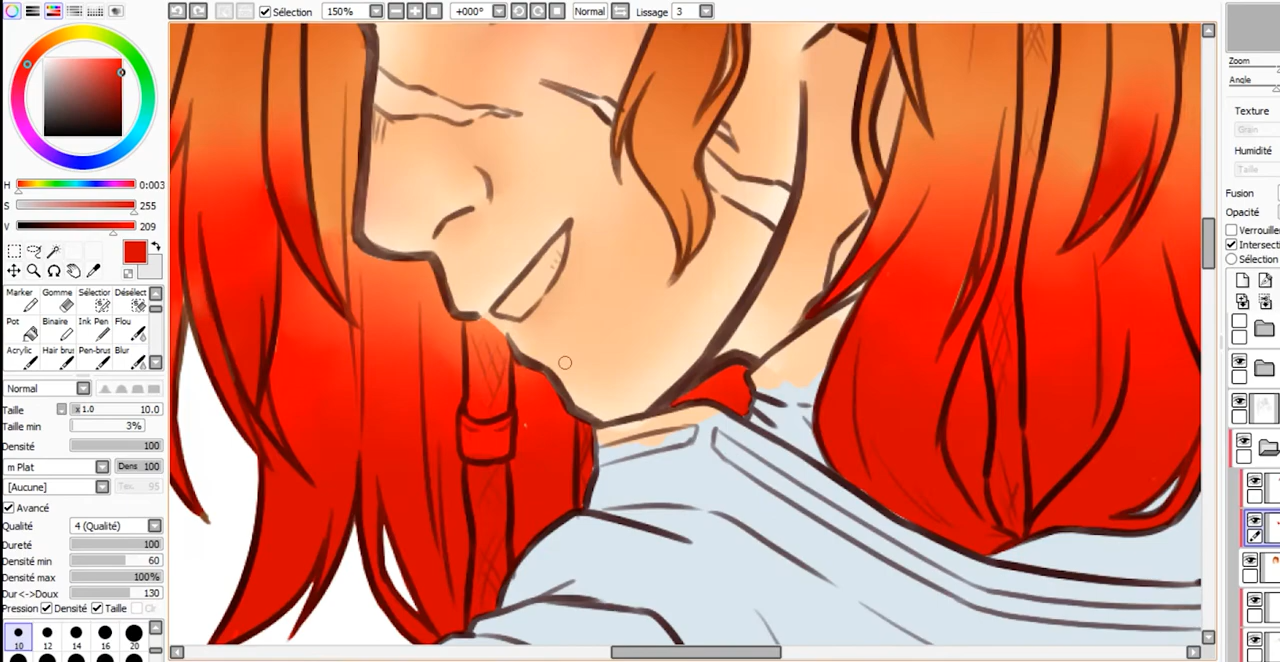 Sélection 150% +000° Normal Lissage 3
H 0:003
S 255
V 209
Marker Gomme Sélection Désélect
Pot Binaire Ink Pen Flou
Acrylic Hair brus Pen-brus Blur
Normal
Taille x 1.0 10.0
Taille min 3%
Densité 100
m Plat Dens 100
[Aucune] Tex. 95
Avancé
Qualité 4 (Qualité)
Dureté 100
Densité min 60
Densité max 100%
Dur <->Doux 130
Pression Densité Taille Cir
10 12 14 16 20
Zoom
Angle
Texture
Grain
Humidité
Taille
Fusion
Opacité
Verrouille
Intersecti
Sélection